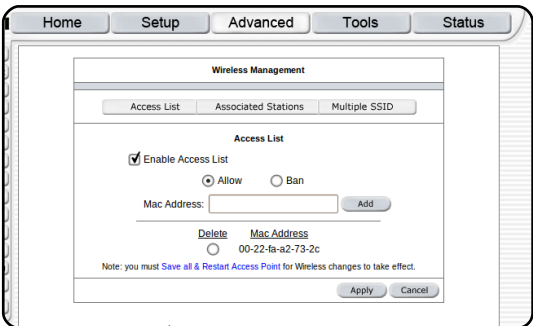 Home Setup Advanced Tools Status
Wireless Management
Access List Associated Stations Multiple SSID
Access List
Enable Access List
Allow Ban
Mac Address: Add
Delete Mac Address
00-22-fa-a2-73-2c
Note: you must Save all & Restart Access Point for Wireless changes to take effect.
Apply Cancel